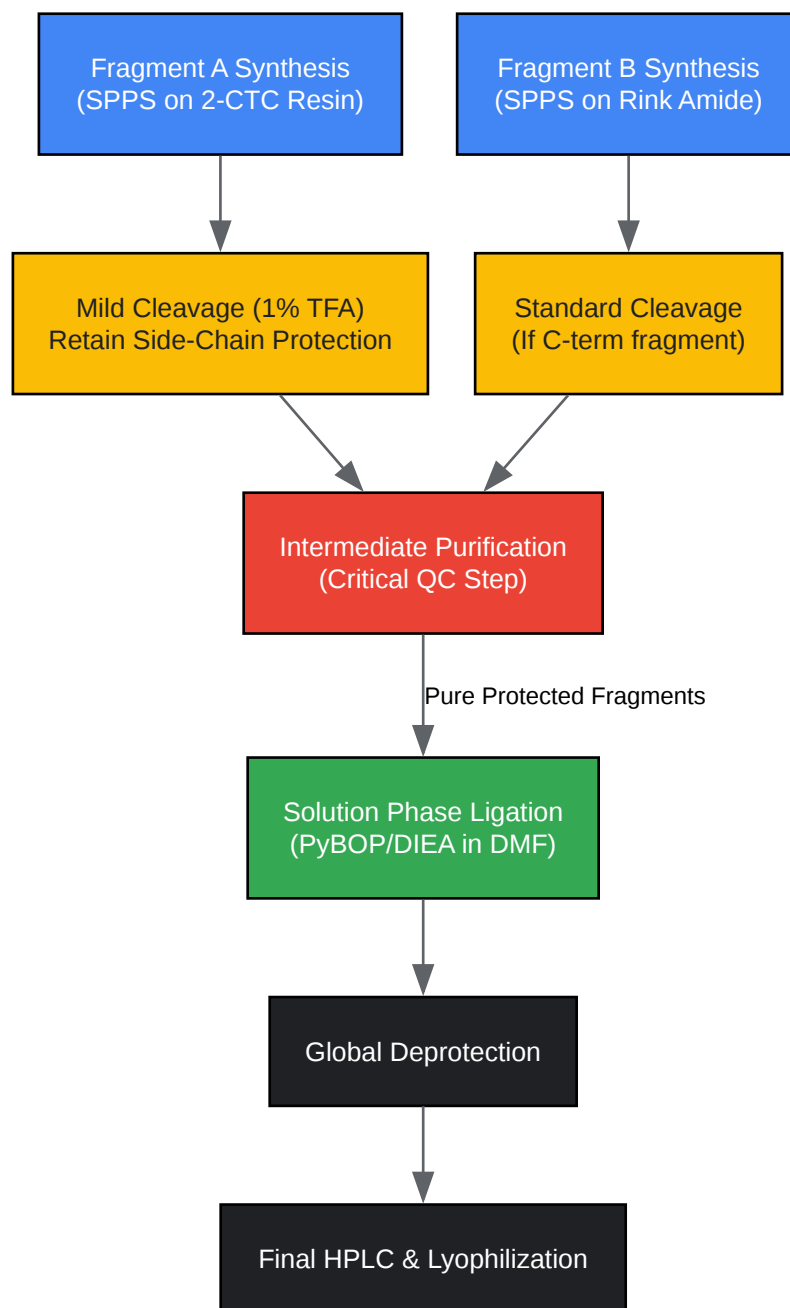 Fragment A Synthesis
(SPPS on 2-CTC Resin)
Fragment B Synthesis
(SPPS on Rink Amide)
Mild Cleavage (1% TFA)
Retain Side-Chain Protection
Standard Cleavage
(If C-term fragment)
Intermediate Purification
(Critical QC Step)
Pure Protected Fragments
Solution Phase Ligation
(PyBOP/DIEA in DMF)
Global Deprotection
Final HPLC & Lyophilization